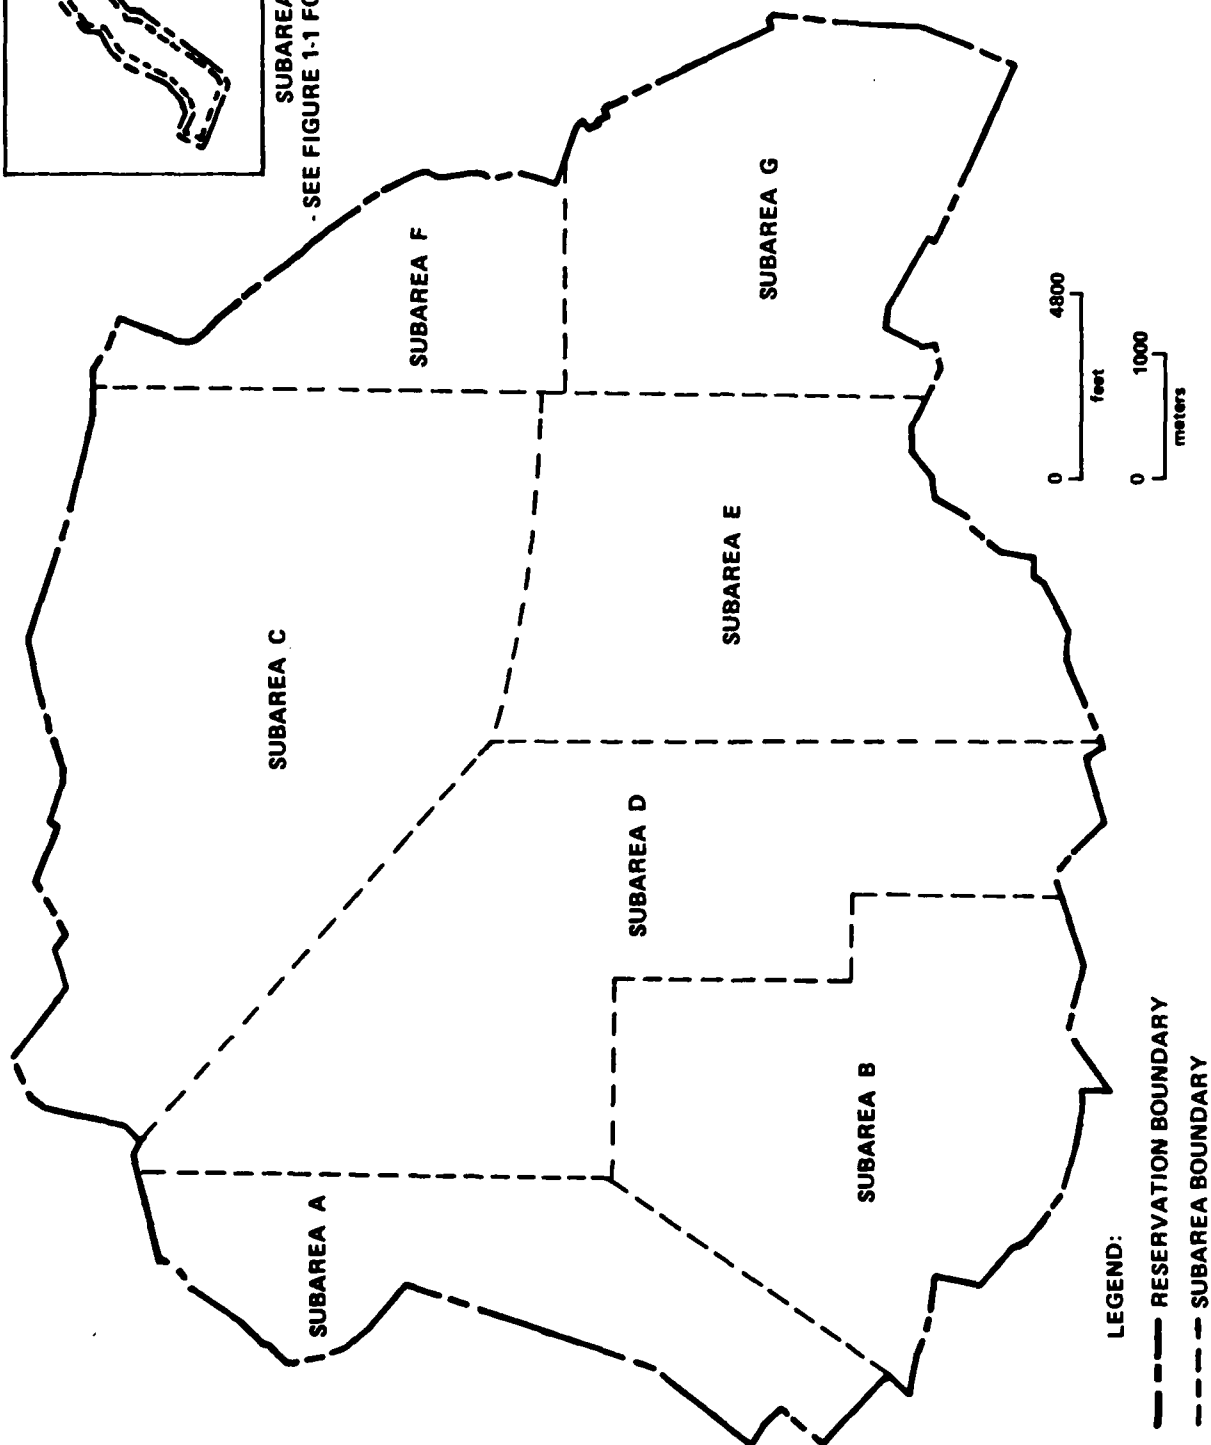 SUBAREA
- SEE FIGURE 1-1 FO
SUBAREA F
SUBAREA G
SUBAREA C
SUBAREA E
SUBAREA D
SUBAREA A
SUBAREA B
0 4800
feet
0 1000
meters
LEGEND:
RESERVATION BOUNDARY
SUBAREA BOUNDARY